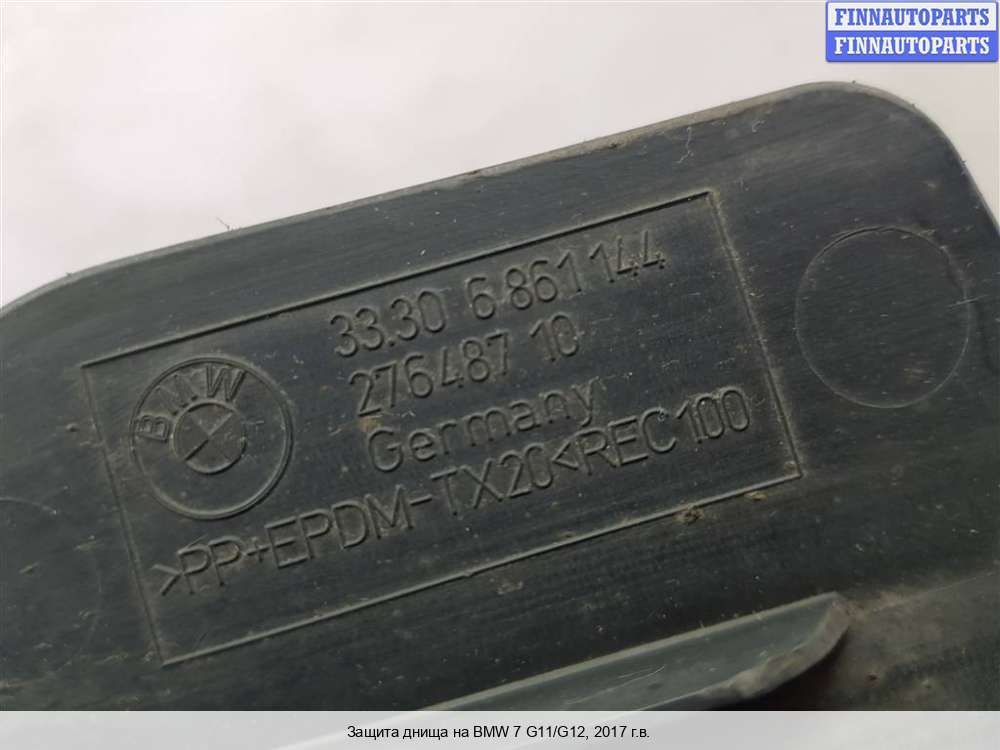 FINNAUTOPARTS
FINNAUTOPARTS
33.30 6 861 144
276487 10
Germany
>PP+EPDM-TX20<REC 100
BMW
Защита днища на BMW 7 G11/G12, 2017 г.в.